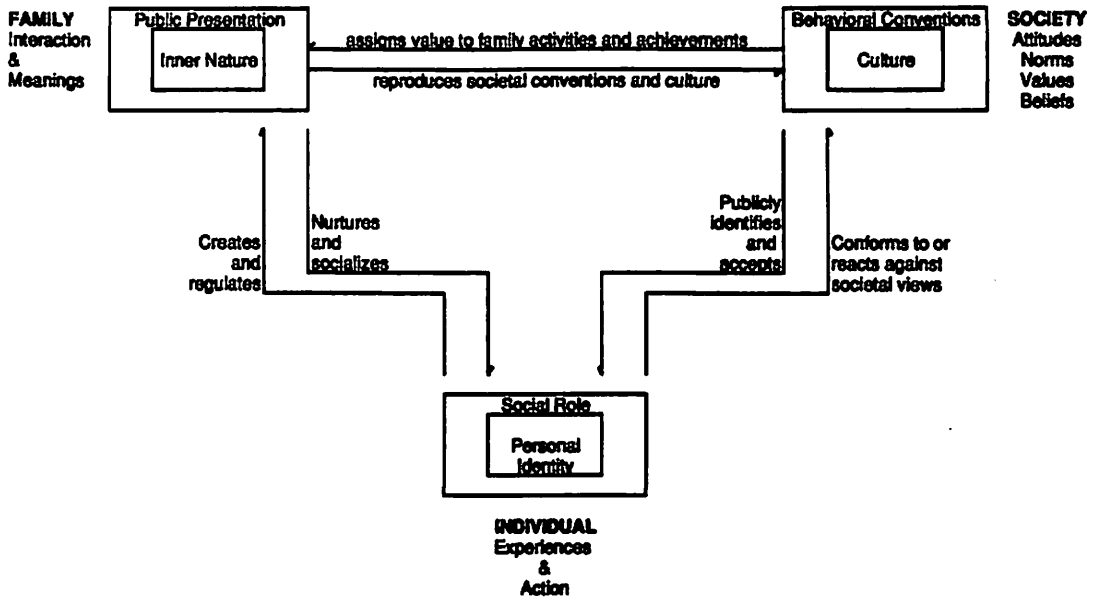 FAMILY
Interaction
&
Meanings
Public Presentation
Inner Nature
assigns value to family activities and achievements
reproduces societal conventions and culture
Behavioral Conventions
Culture
SOCIETY
Attitudes
Norms
Values
Beliefs
Creates
and
regulates
Nurtures
and
socializes
Publicly
identifies
and
accepts
Conforms to or
reacts against
societal views
Social Role
Personal
Identity
INDIVIDUAL
Experiences
&
Action